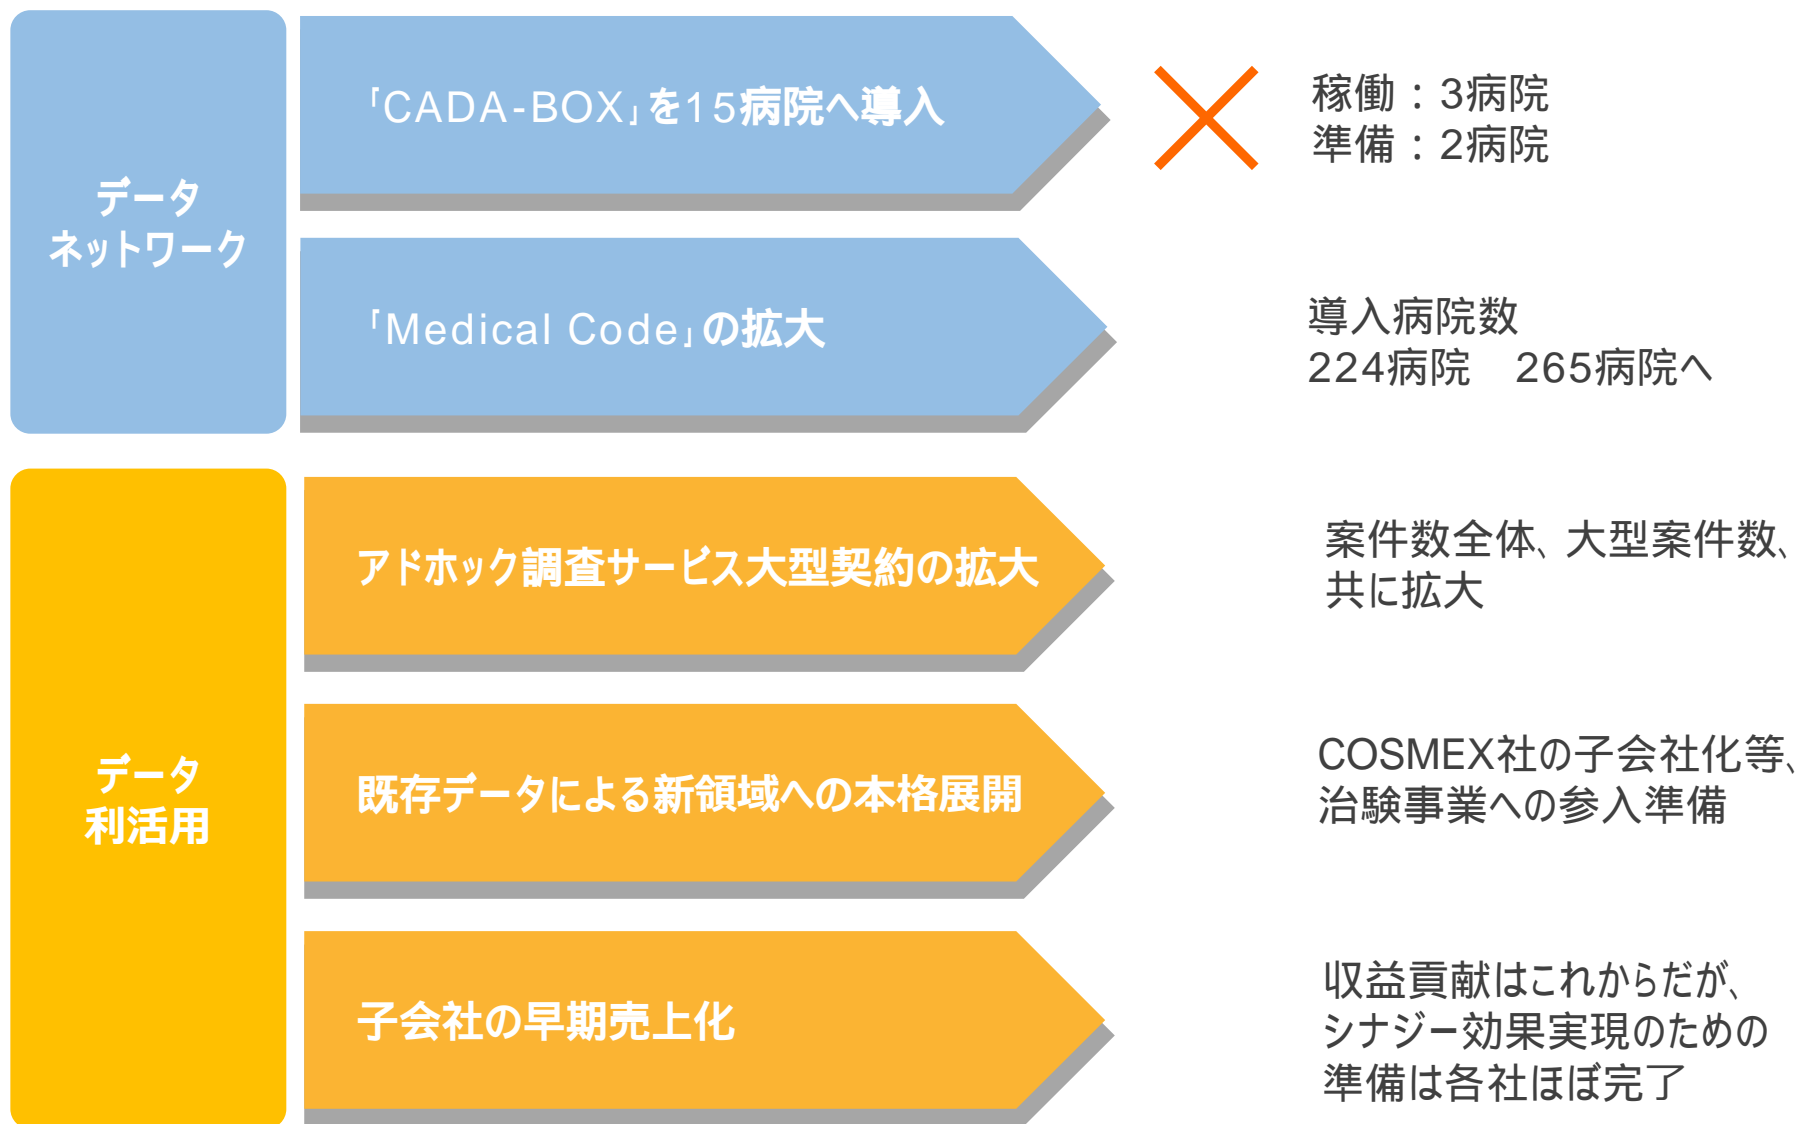 データ
ネットワーク
「CADA-BOX」を15病院へ導入
稼働：3病院
準備：2病院
「Medical Code」の拡大
導入病院数
224病院　265病院へ
データ
利活用
アドホック調査サービス大型契約の拡大
案件数全体、大型案件数、
共に拡大
既存データによる新領域への本格展開
COSMEX社の子会社化等、
治験事業への参入準備
子会社の早期売上化
収益貢献はこれからだが、
シナジー効果実現のための
準備は各社ほぼ完了